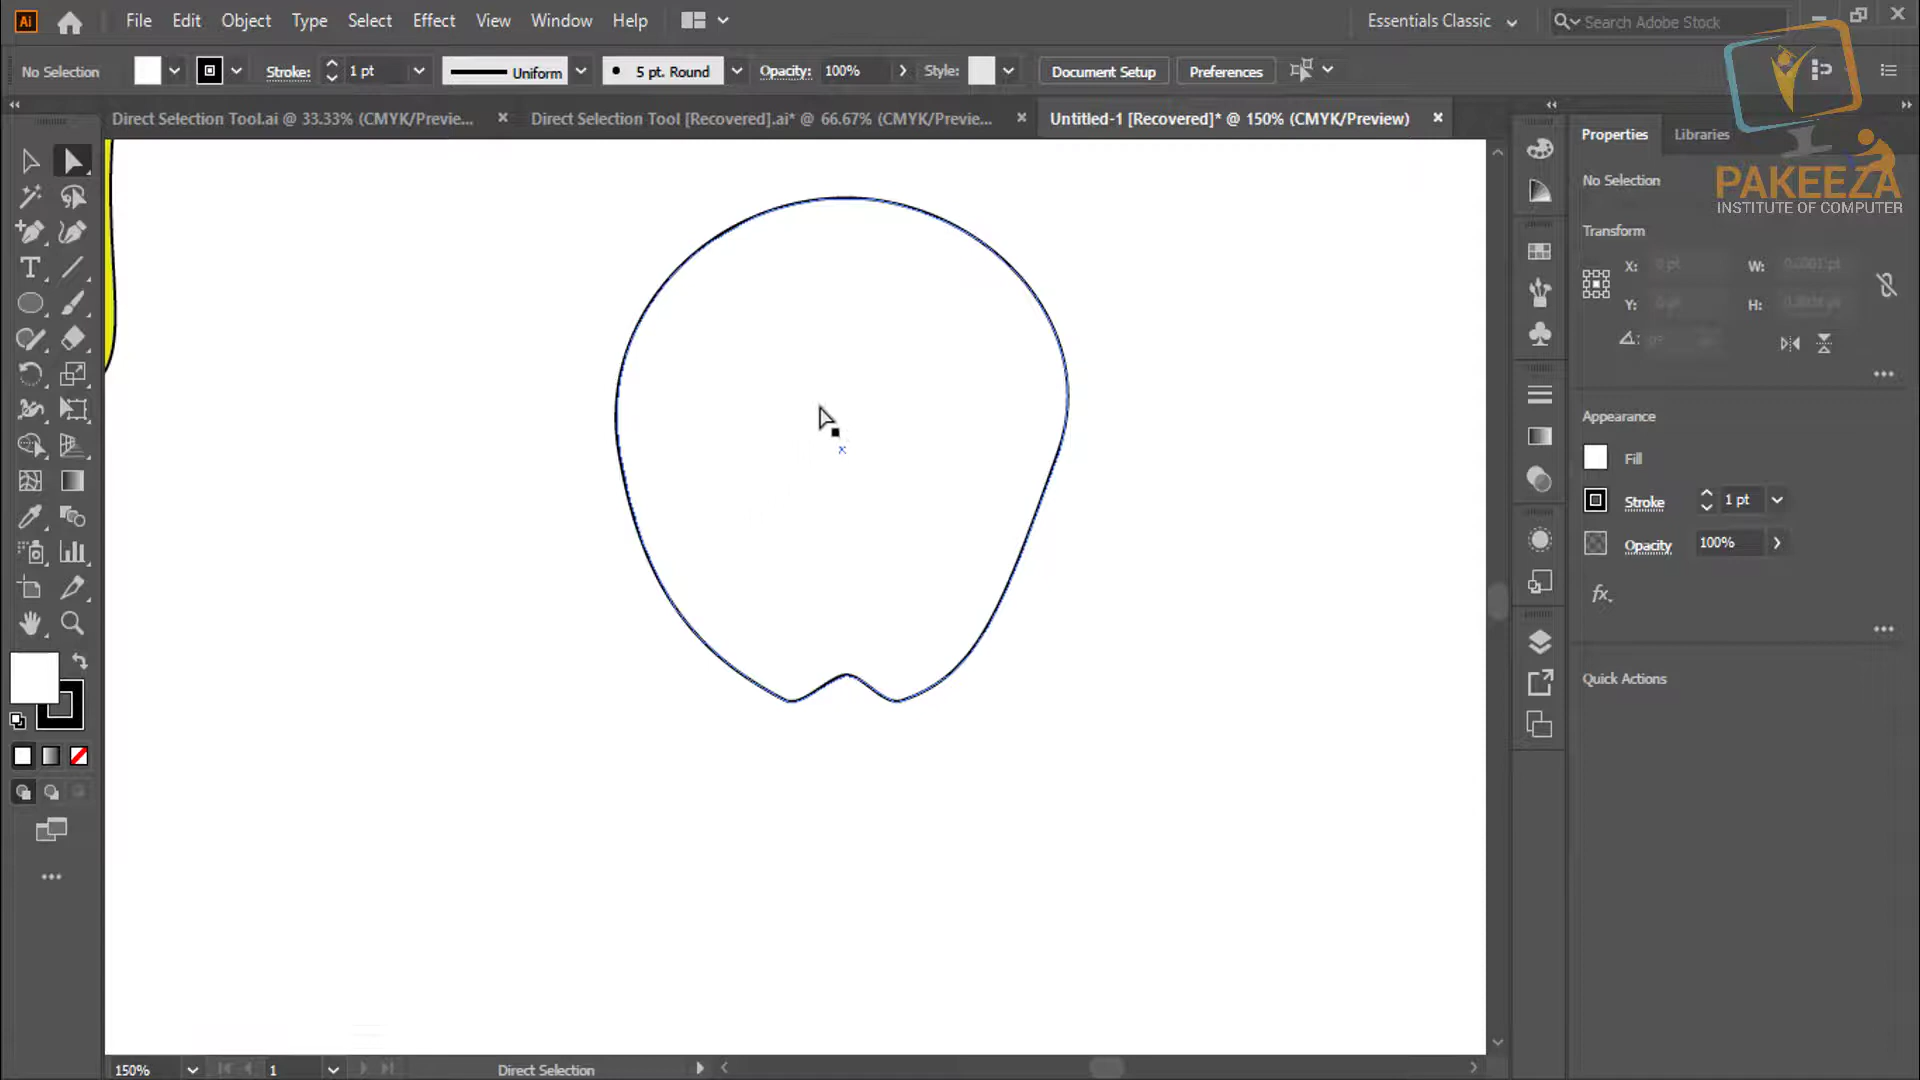 Ai File Edit Object Type Select Effect View Window Help Essentials Classic Search Adobe Stock
No Selection Stroke: 1 pt Uniform 5 pt. Round Opacity: 100% Style: Document Setup Preferences
Direct Selection Tool.ai @ 33.33% (CMYK/Previe... × Direct Selection Tool [Recovered].ai* @ 66.67% (CMYK/Previe... × Untitled-1 [Recovered]* @ 150% (CMYK/Preview) ×
Properties Libraries
PAKEEZA
INSTITUTE OF COMPUTER
No Selection
Transform
X: 0 pt W:
Y: 0 pt H:
Appearance
Fill
Stroke 1 pt
Opacity 100%
fx
Quick Actions
150% 1 Direct Selection